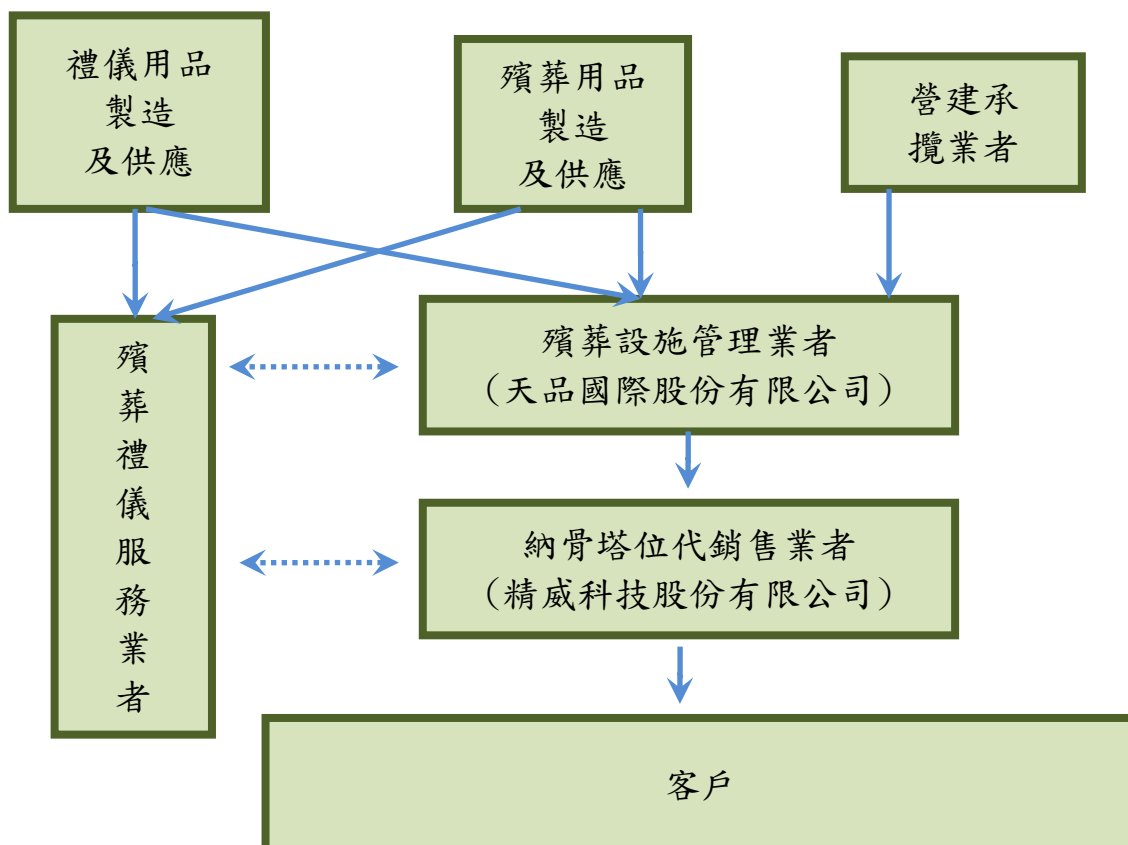 禮儀用品
製造
及供應
殯葬用品
製造
及供應
營建承
攬業者
殯葬禮儀服務業者
殯葬設施管理業者
（天品國際股份有限公司）
納骨塔位代銷售業者
（精威科技股份有限公司）
客戶